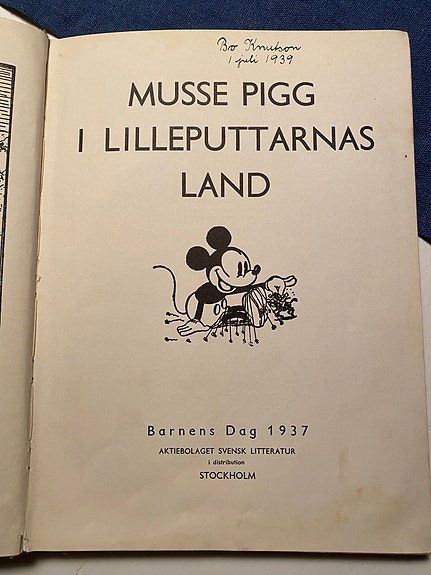 Bo Knutson
1 juli 1939
MUSSE PIGG
I LILLEPUTTARNAS
LAND
Barnens Dag 1937
AKTIEBOLAGET SVENSK LITTERATUR
i distribution
STOCKHOLM